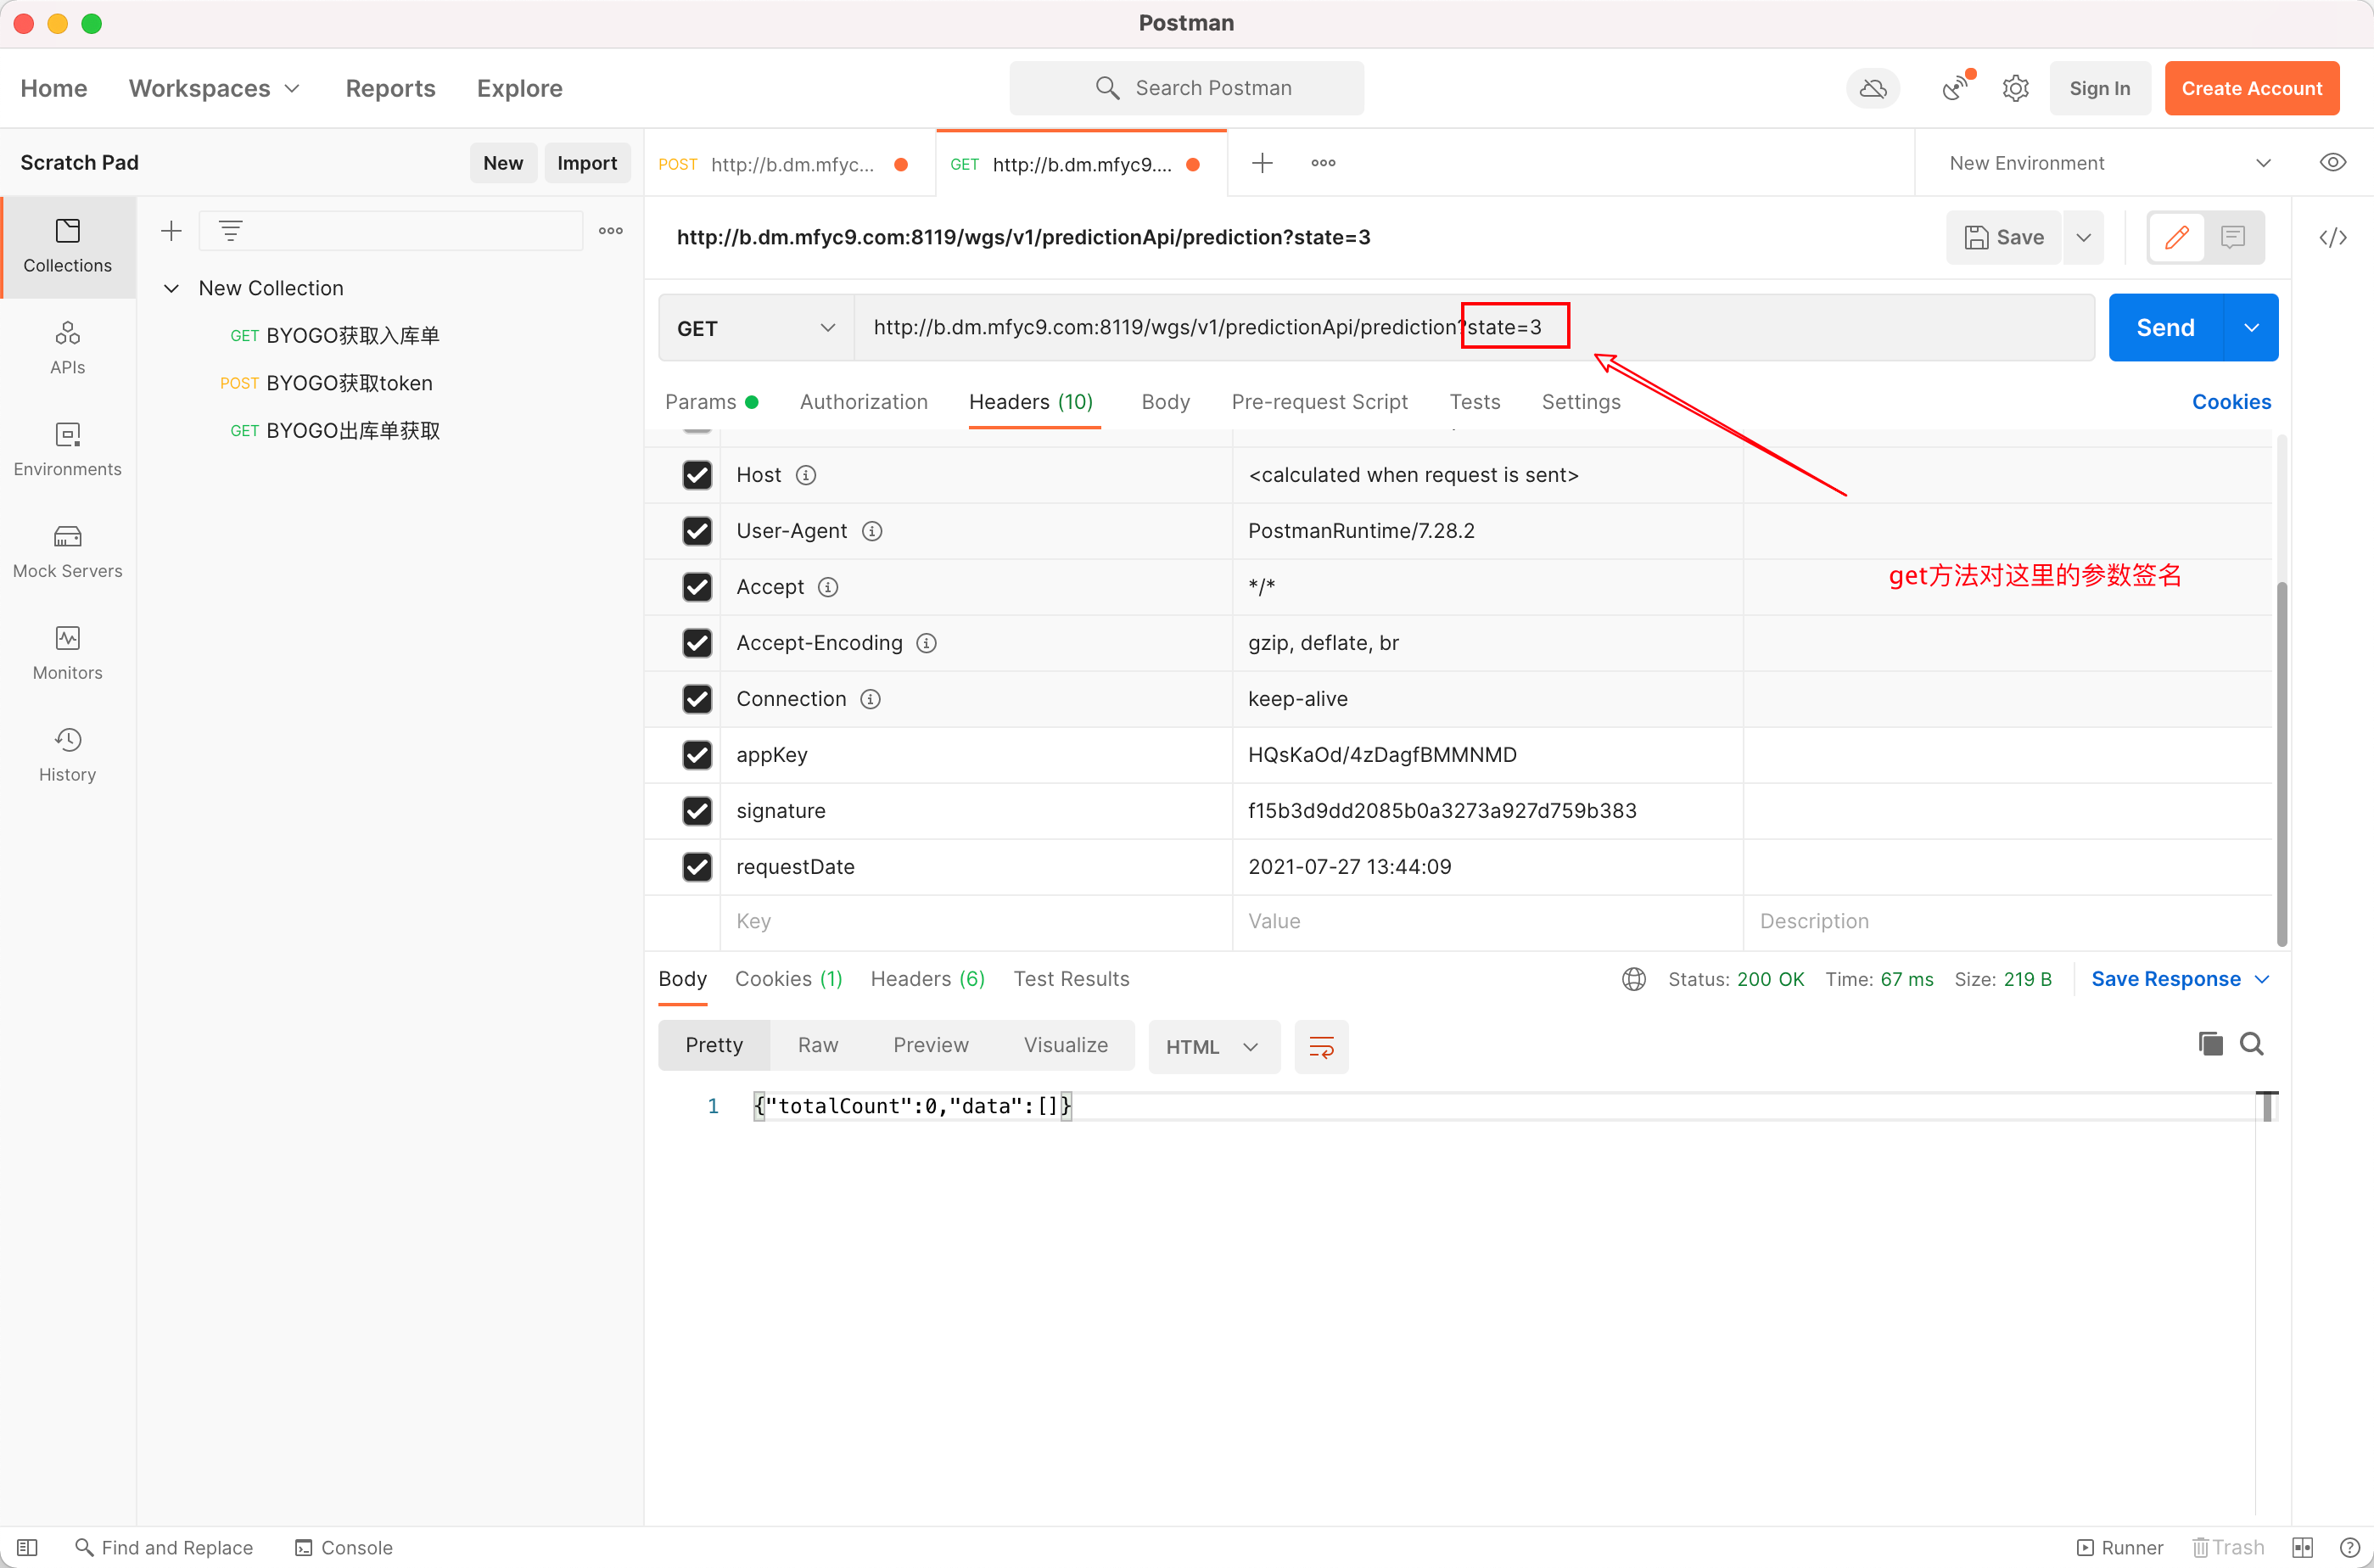 Postman
Home Workspaces Reports Explore Search Postman Sign In Create Account
Scratch Pad New Import POST http://b.dm.mfyc... GET http://b.dm.mfyc9.... New Environment
Collections
APIs
Environments
Mock Servers
Monitors
History
New Collection
GET BYOGO获取入库单
POST BYOGO获取token
GET BYOGO出库单获取
http://b.dm.mfyc9.com:8119/wgs/v1/predictionApi/prediction?state=3 Save
GET http://b.dm.mfyc9.com:8119/wgs/v1/predictionApi/prediction?state=3 Send
Params Authorization Headers (10) Body Pre-request Script Tests Settings Cookies
Host <calculated when request is sent>
User-Agent PostmanRuntime/7.28.2
Accept */*
get方法对这里的参数签名
Accept-Encoding gzip, deflate, br
Connection keep-alive
appKey HQsKaOd/4zDagfBMMNMD
signature f15b3d9dd2085b0a3273a927d759b383
requestDate 2021-07-27 13:44:09
Key Value Description
Body Cookies (1) Headers (6) Test Results Status: 200 OK Time: 67 ms Size: 219 B Save Response
Pretty Raw Preview Visualize HTML
1 {"totalCount":0,"data":[]}
Find and Replace Console Runner Trash